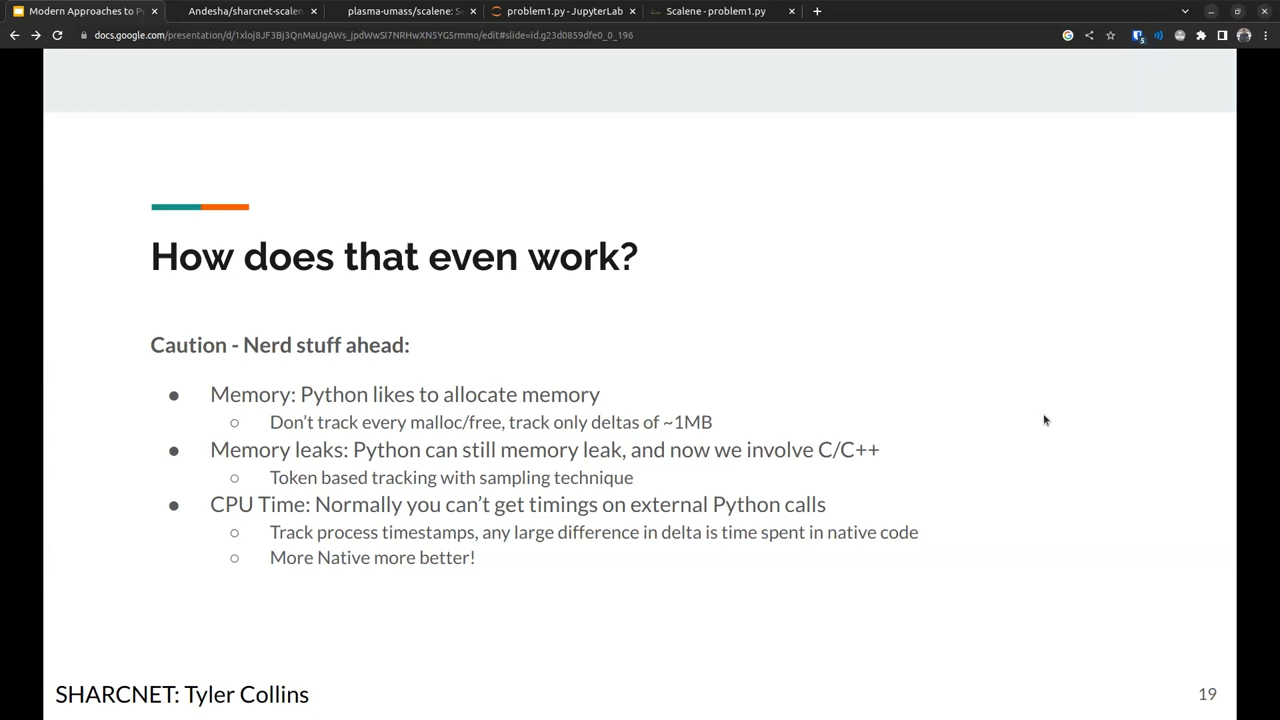 Modern Approaches to P
Andesha/sharcnet-scalen
plasma-umass/scalene: S
problem1.py - JupyterLab
Scalene - problem1.py
docs.google.com/presentation/d/1xloj8JF3Bj3QnMaUgAWs_jpdWwSI7NRHwXN5YG5rmmo/edit#slide=id.g23d0859dfe0_0_196
How does that even work?
Caution - Nerd stuff ahead:
● Memory: Python likes to allocate memory
○ Don't track every malloc/free, track only deltas of ~1MB
● Memory leaks: Python can still memory leak, and now we involve C/C++
○ Token based tracking with sampling technique
● CPU Time: Normally you can't get timings on external Python calls
○ Track process timestamps, any large difference in delta is time spent in native code
○ More Native more better!
SHARCNET: Tyler Collins
19